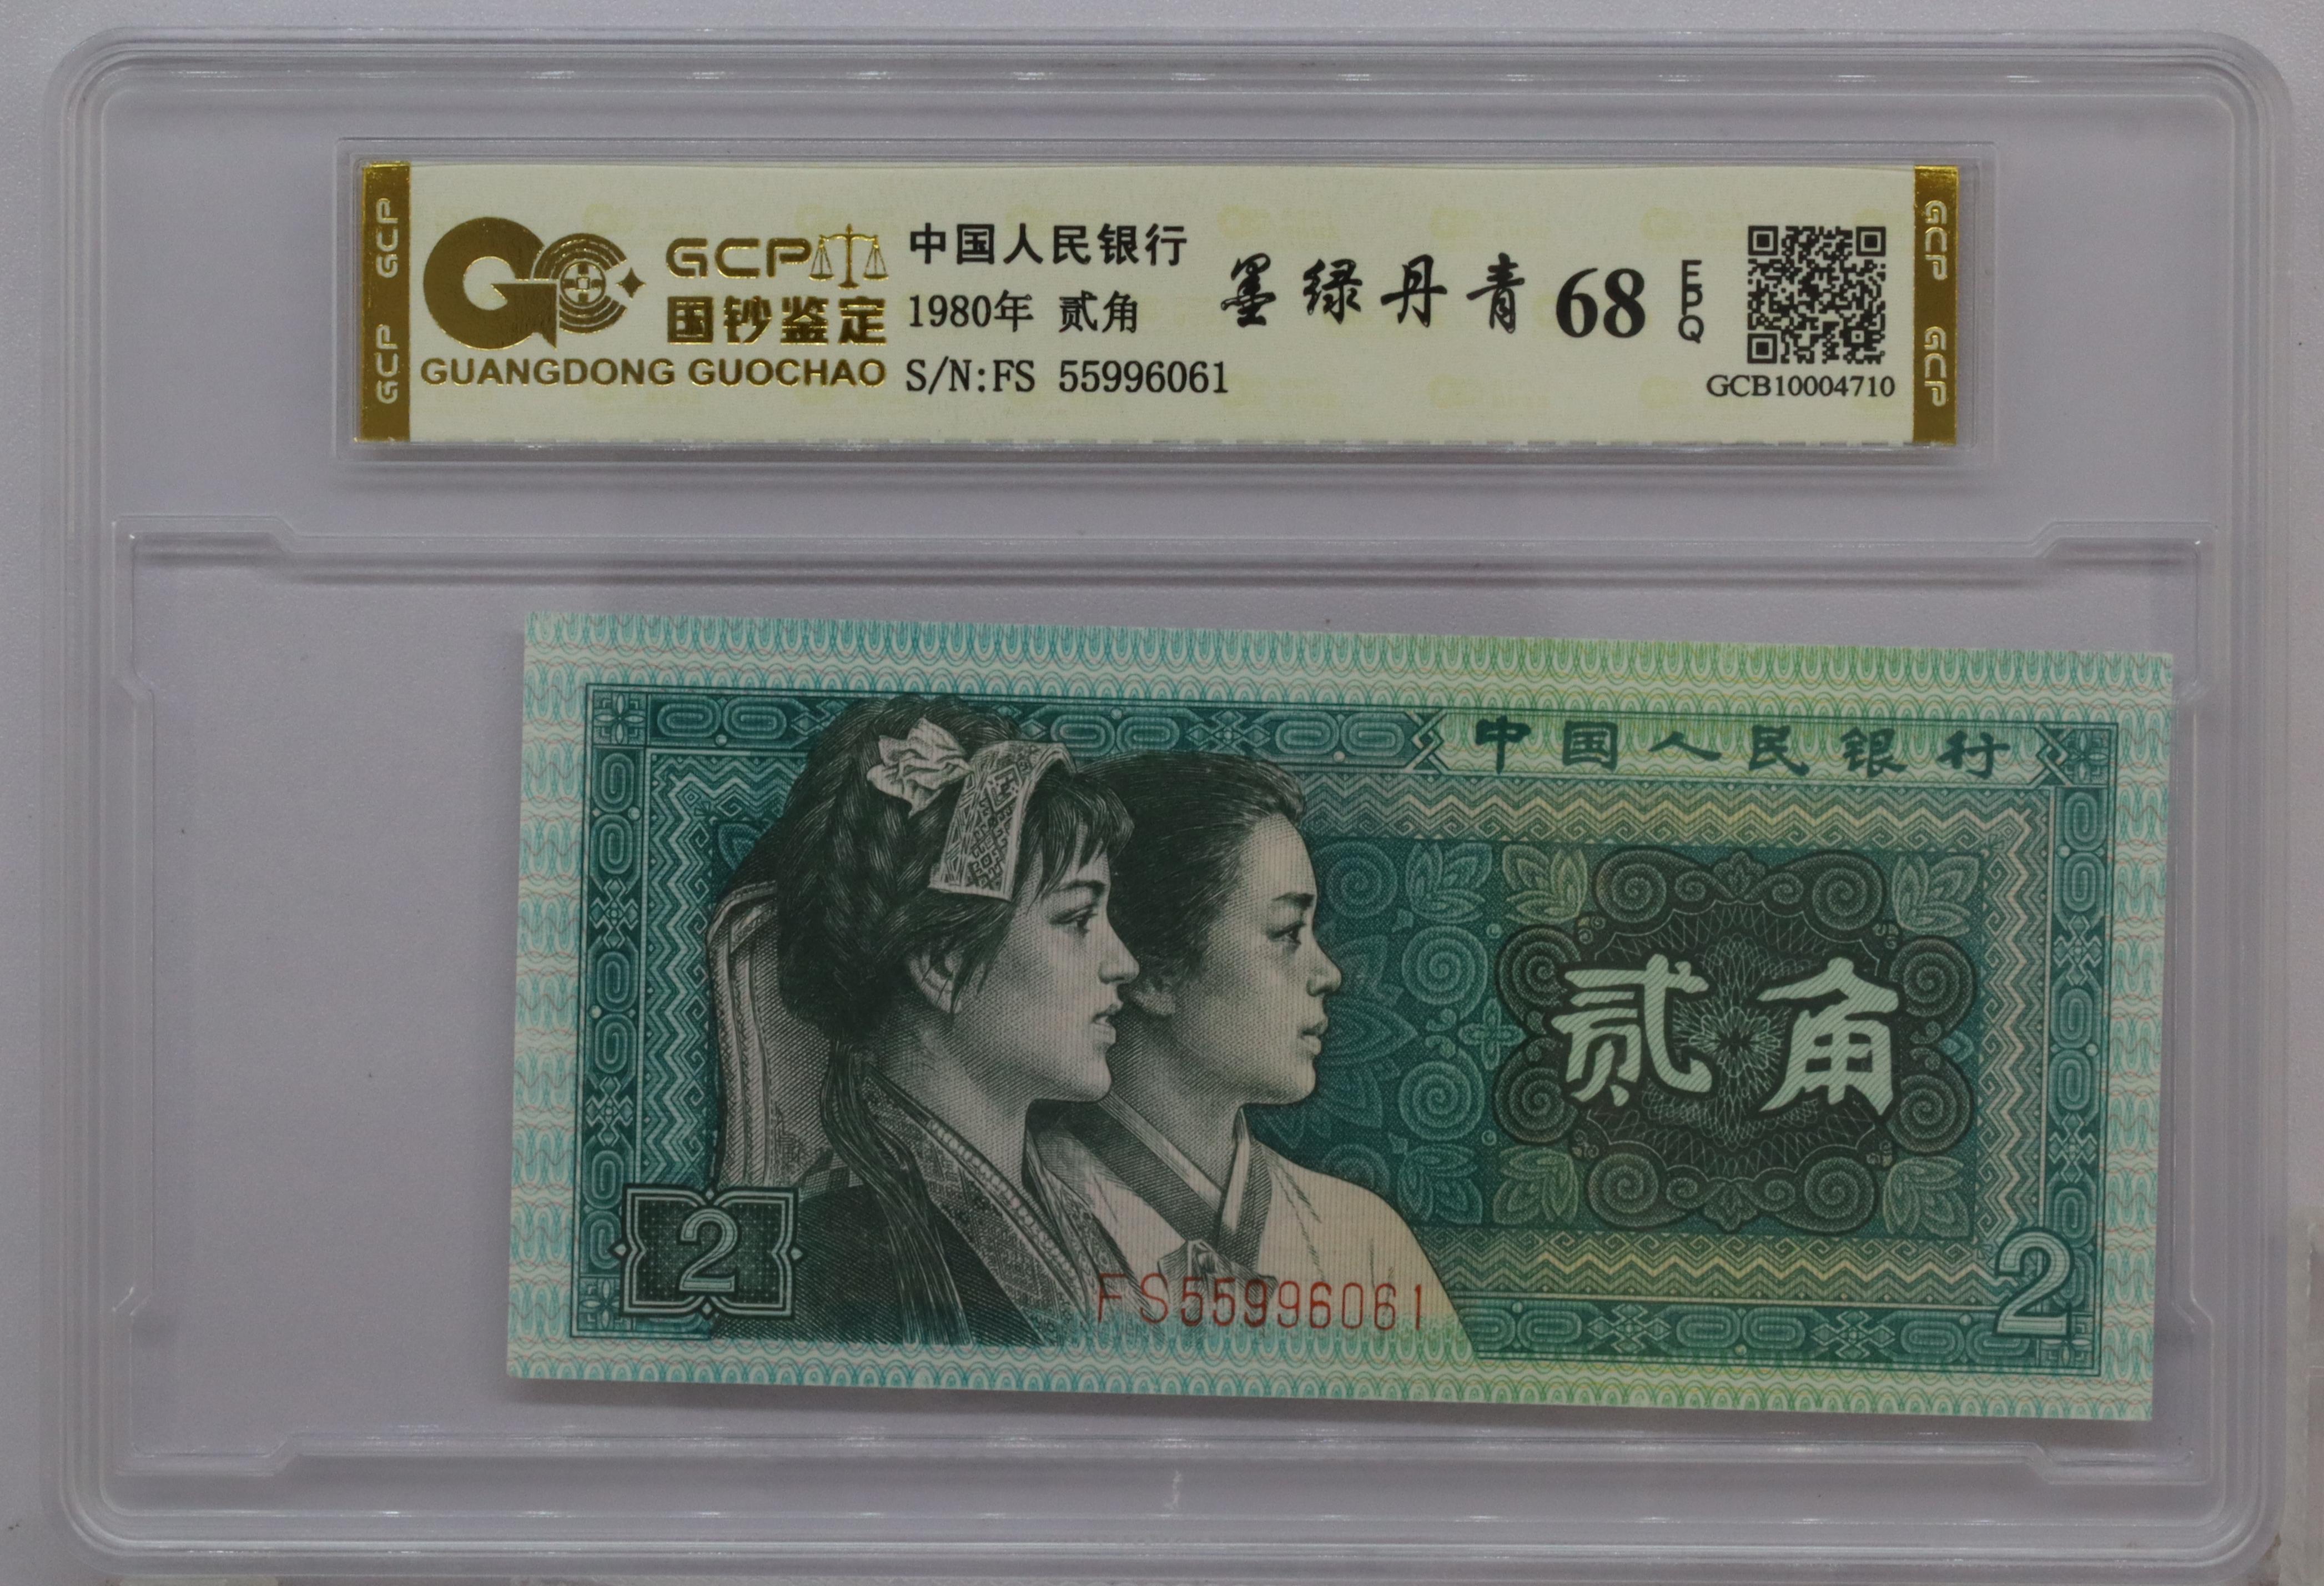 GCP GCP
GCP
国钞鉴定
GUANGDONG GUOCHAO
中国人民银行
1980年 贰角
S/N:FS 55996061
墨绿丹青 68 EPQ
GCB10004710
GCP GCP
中国人民银行
贰角
2
FS55996061
2